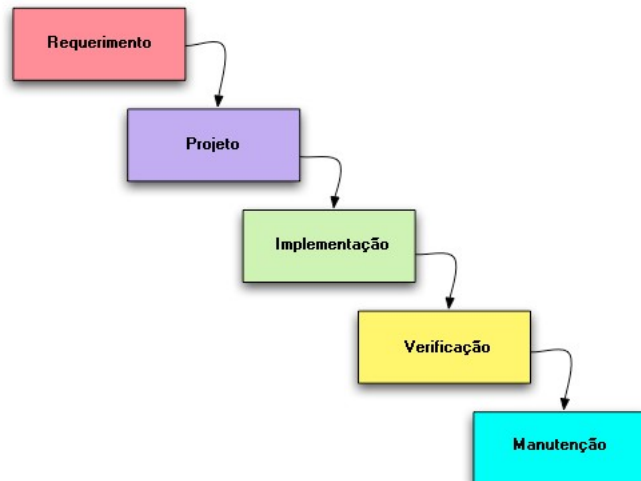 Requerimento
Projeto
Implementação
Verificação
Manutenção